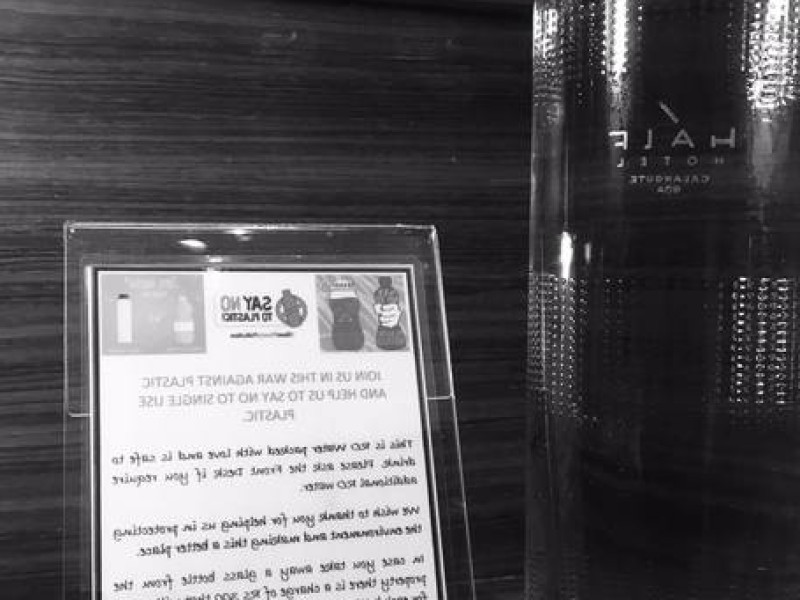 SAY NO
TO PLASTIC!
JOIN US IN THIS WAR AGAINST PLASTIC
AND HELP US TO SAY NO TO SINGLE USE
PLASTIC.
This is RO water packed with love and is safe to
drink. Please ask the Front Desk if you require
additional RO water.
We wish to thank you for helping us in protecting
the environment and making this a better place.
In case you take away a glass bottle from the
property there is a charge of RS 300 that
HALF
HOTEL
CALANGUTE
GOA